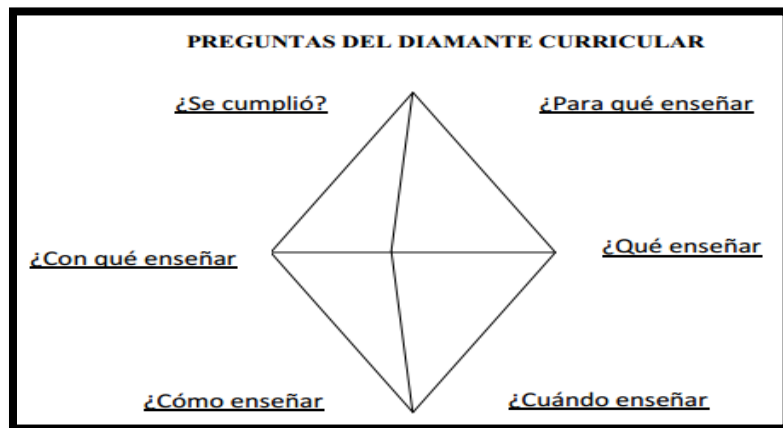 PREGUNTAS DEL DIAMANTE CURRICULAR
¿Se cumplió?
¿Para qué enseñar
¿Con qué enseñar
¿Qué enseñar
¿Cómo enseñar
¿Cuándo enseñar